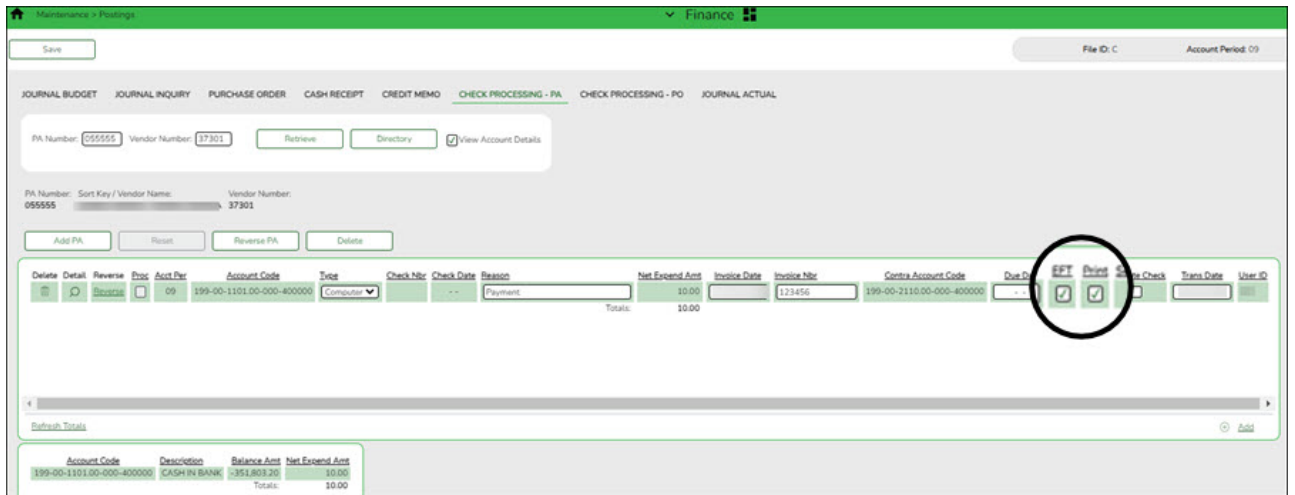 Maintenance > Postings
Finance
Save
File ID: C
Account Period: 09
JOURNAL BUDGET JOURNAL INQUIRY PURCHASE ORDER CASH RECEIPT CREDIT MEMO CHECK PROCESSING - PA CHECK PROCESSING - PO JOURNAL ACTUAL
PA Number: 055555 Vendor Number: 37301 Retrieve Directory View Account Details
PA Number: Sort Key / Vendor Name: Vendor Number:
055555 37301
Add PA Reset Reverse PA Delete
Delete Detail Reverse Proc Acct Per Account Code Type Check Nbr Check Date Reason Net Expend Amt Invoice Date Invoice Nbr Contra Account Code Due EFT Print Check Trans Date User ID
Reverse 09 199-00-1101.00-000-400000 Computer - - Payment 10.00 123456 199-00-2110.00-000-400000 - -
Totals: 10.00
Refresh Totals
Add
Account Code Description Balance Amt Net Expend Amt
199-00-1101.00-000-400000 CASH IN BANK -351,803.20 10.00
Totals: 10.00